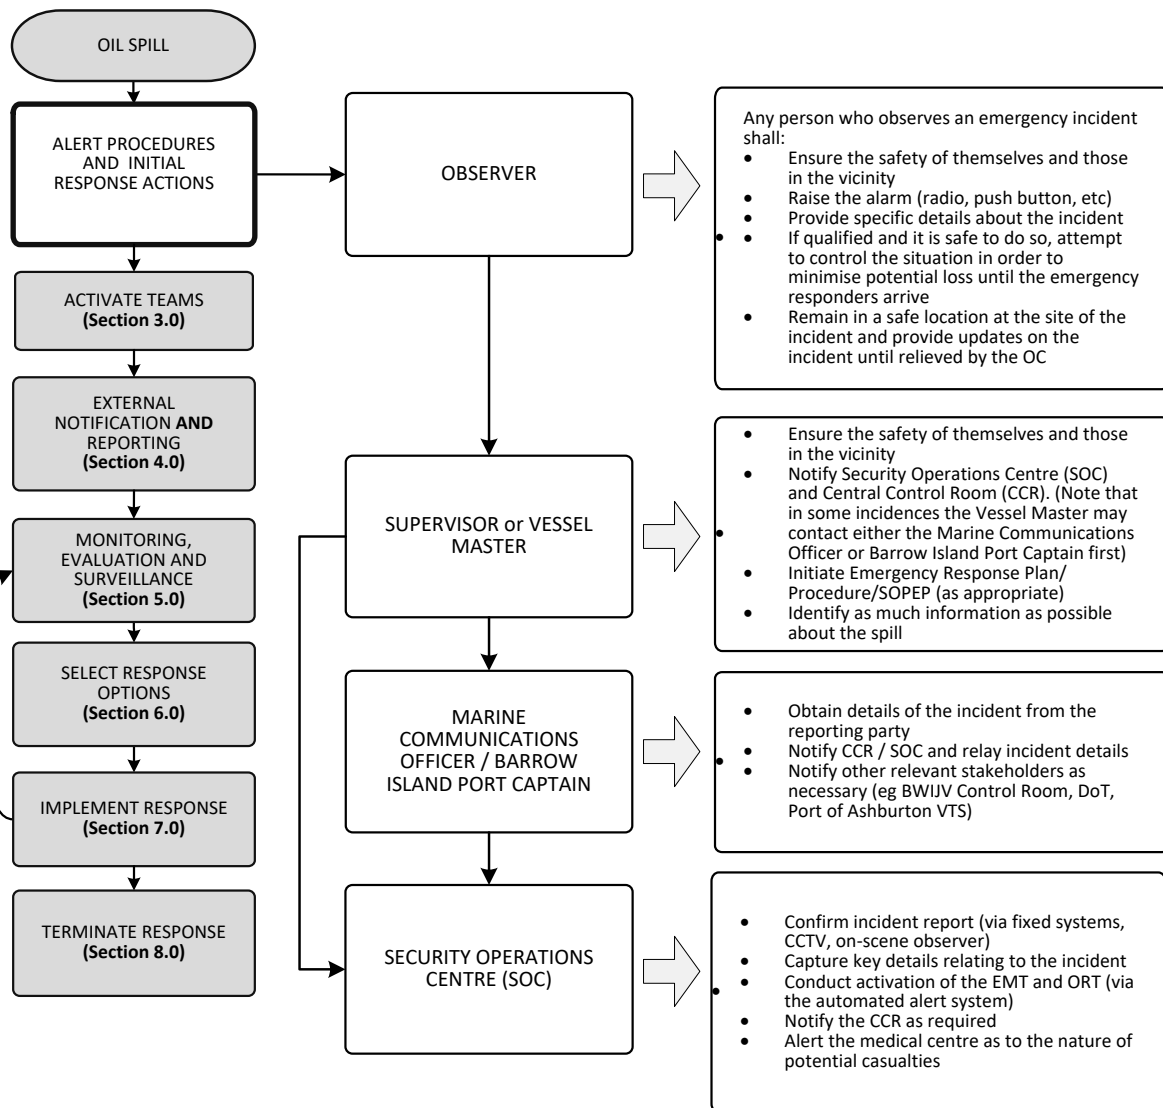 OIL SPILL
ALERT PROCEDURES
AND INITIAL
RESPONSE ACTIONS
ACTIVATE TEAMS
(Section 3.0)
EXTERNAL
NOTIFICATION AND
REPORTING
(Section 4.0)
MONITORING,
EVALUATION AND
SURVEILLANCE
(Section 5.0)
SELECT RESPONSE
OPTIONS
(Section 6.0)
IMPLEMENT RESPONSE
(Section 7.0)
TERMINATE RESPONSE
(Section 8.0)
OBSERVER
Any person who observes an emergency incident
shall:
• Ensure the safety of themselves and those
in the vicinity
• Raise the alarm (radio, push button, etc)
• Provide specific details about the incident
• If qualified and it is safe to do so, attempt
to control the situation in order to
minimise potential loss until the emergency
responders arrive
• Remain in a safe location at the site of the
incident and provide updates on the
incident until relieved by the OC
SUPERVISOR or VESSEL
MASTER
• Ensure the safety of themselves and those
in the vicinity
• Notify Security Operations Centre (SOC)
and Central Control Room (CCR). (Note that
in some incidences the Vessel Master may
contact either the Marine Communications
Officer or Barrow Island Port Captain first)
• Initiate Emergency Response Plan/
Procedure/SOPEP (as appropriate)
• Identify as much information as possible
about the spill
MARINE
COMMUNICATIONS
OFFICER / BARROW
ISLAND PORT CAPTAIN
• Obtain details of the incident from the
reporting party
• Notify CCR / SOC and relay incident details
• Notify other relevant stakeholders as
necessary (eg BWIJV Control Room, DoT,
Port of Ashburton VTS)
SECURITY OPERATIONS
CENTRE (SOC)
• Confirm incident report (via fixed systems,
CCTV, on-scene observer)
• Capture key details relating to the incident
• Conduct activation of the EMT and ORT (via
the automated alert system)
• Notify the CCR as required
• Alert the medical centre as to the nature of
potential casualties